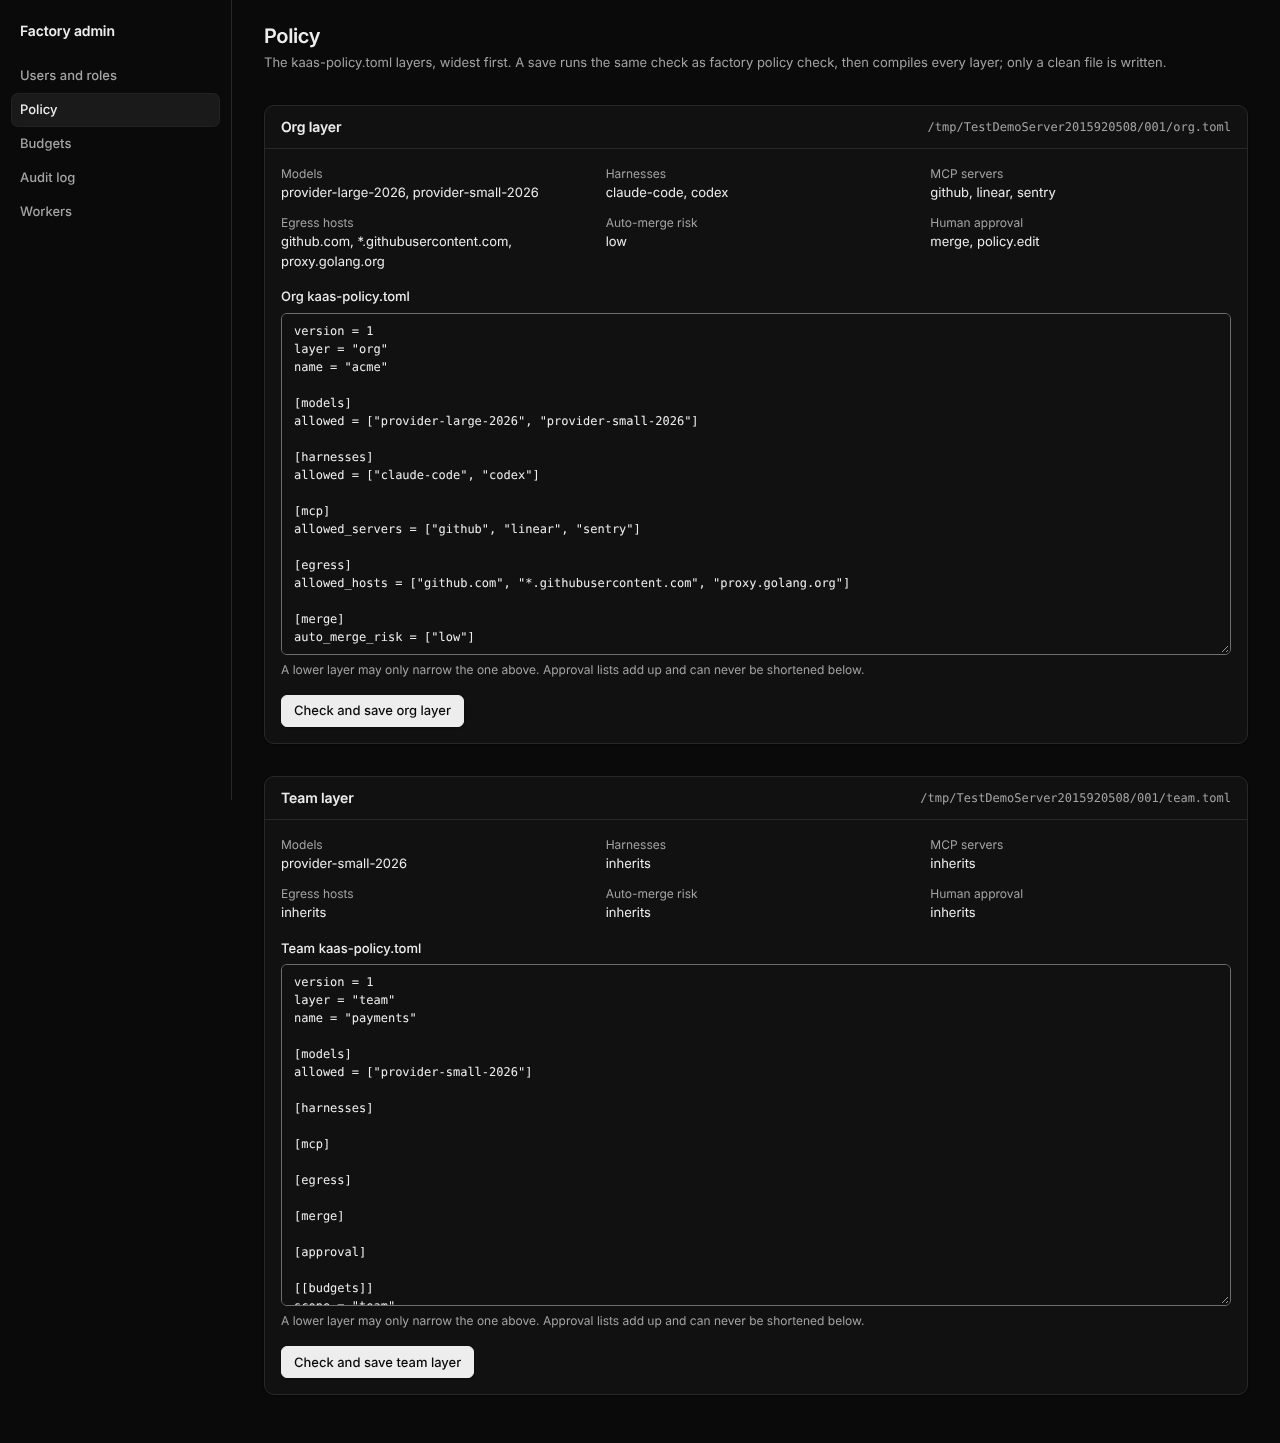 Factory admin
Users and roles
Policy
Budgets
Audit log
Workers
Policy
The kaas-policy.toml layers, widest first. A save runs the same check as factory policy check, then compiles every layer; only a clean file is written.
Org layer
/tmp/TestDemoServer2015920508/001/org.toml
Models
provider-large-2026, provider-small-2026
Harnesses
claude-code, codex
MCP servers
github, linear, sentry
Egress hosts
github.com, *.githubusercontent.com,
proxy.golang.org
Auto-merge risk
low
Human approval
merge, policy.edit
Org kaas-policy.toml
version = 1
layer = "org"
name = "acme"
[models]
allowed = ["provider-large-2026", "provider-small-2026"]
[harnesses]
allowed = ["claude-code", "codex"]
[mcp]
allowed_servers = ["github", "linear", "sentry"]
[egress]
allowed_hosts = ["github.com", "*.githubusercontent.com", "proxy.golang.org"]
[merge]
auto_merge_risk = ["low"]
A lower layer may only narrow the one above. Approval lists add up and can never be shortened below.
Check and save org layer
Team layer
/tmp/TestDemoServer2015920508/001/team.toml
Models
provider-small-2026
Harnesses
inherits
MCP servers
inherits
Egress hosts
inherits
Auto-merge risk
inherits
Human approval
inherits
Team kaas-policy.toml
version = 1
layer = "team"
name = "payments"
[models]
allowed = ["provider-small-2026"]
[harnesses]
[mcp]
[egress]
[merge]
[approval]
[[budgets]]
scope = "team"
A lower layer may only narrow the one above. Approval lists add up and can never be shortened below.
Check and save team layer